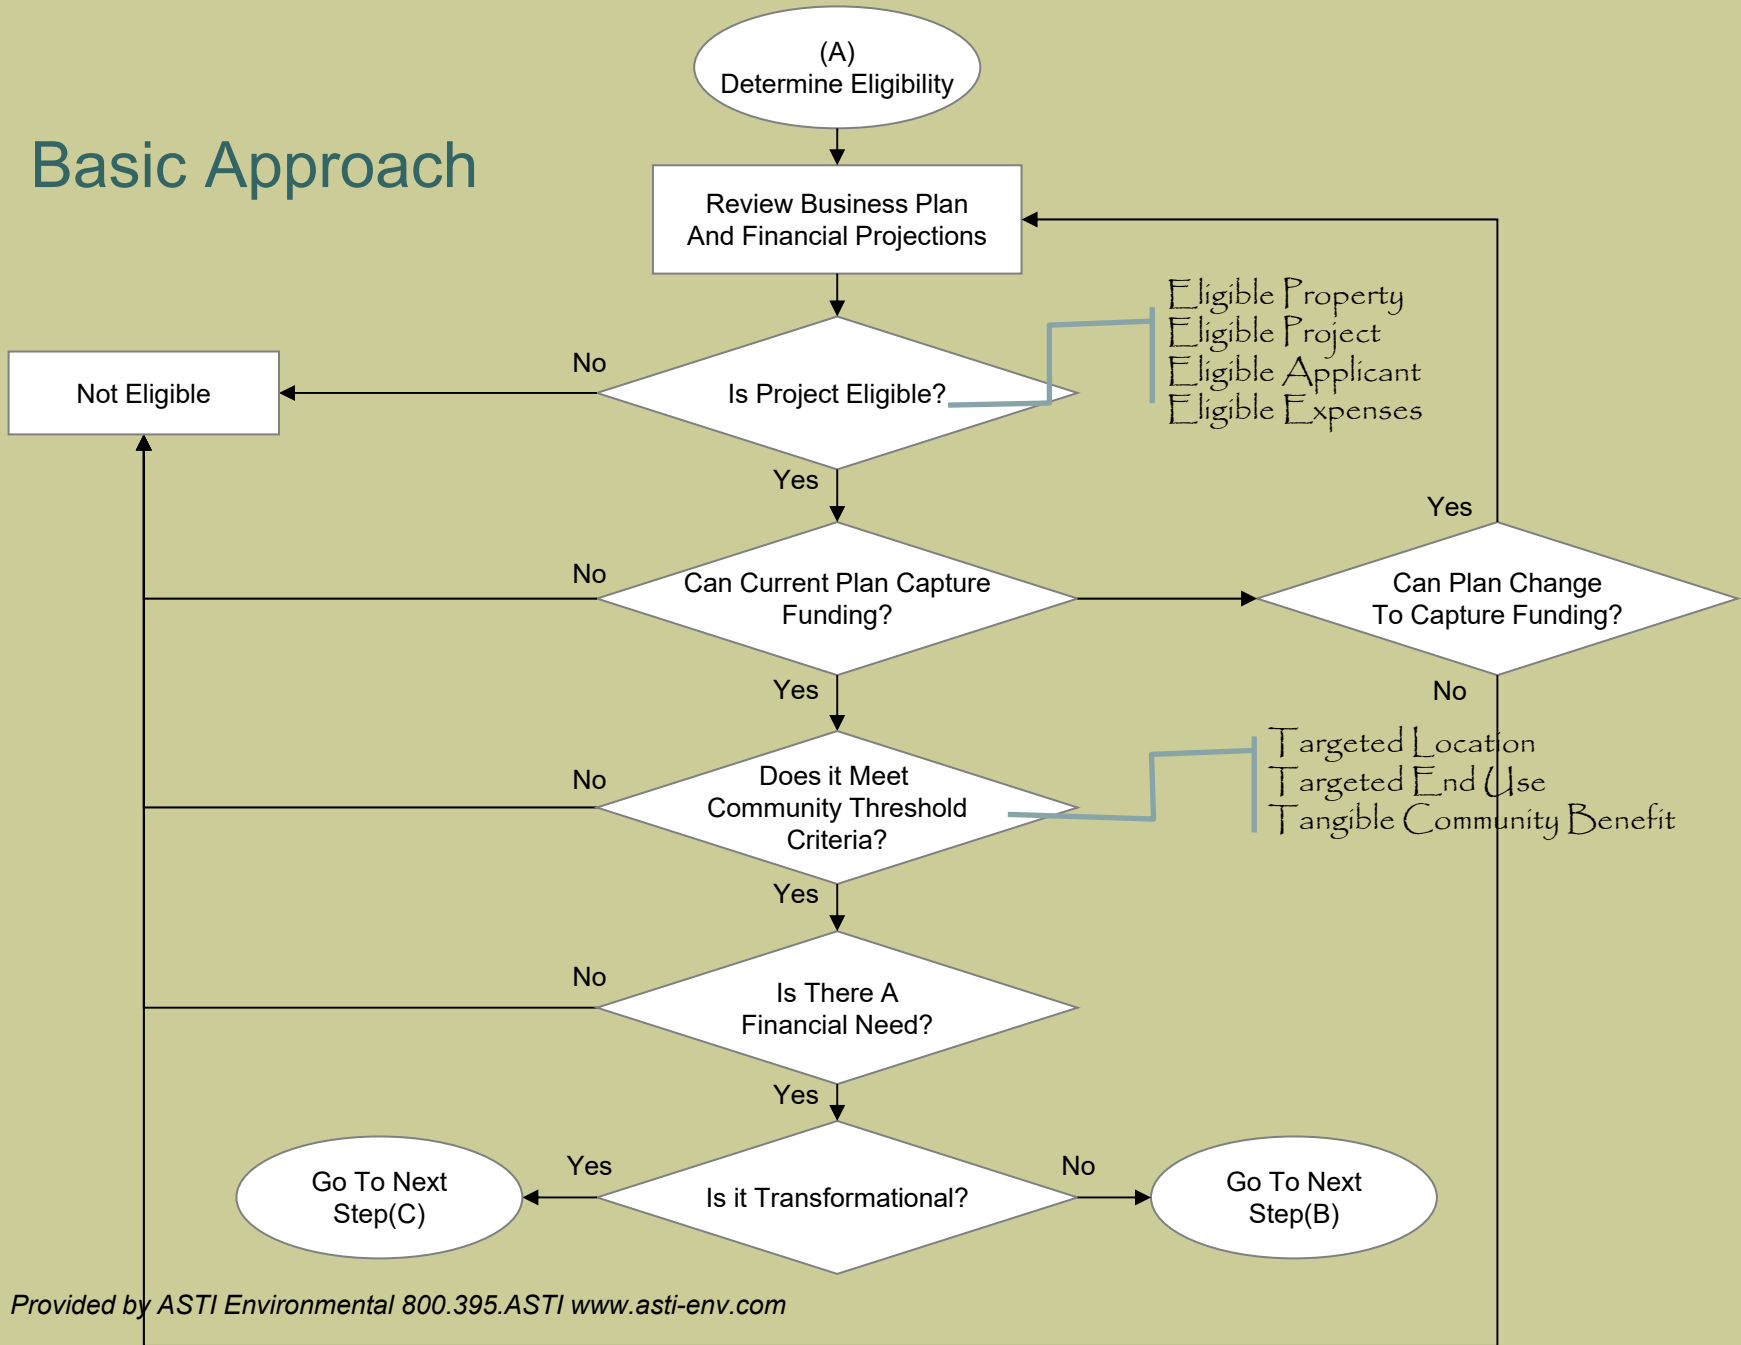 (A)
Determine Eligibility
Basic Approach
Review Business Plan
And Financial Projections
Eligible Property
Eligible Project
Eligible Applicant
Eligible Expenses
No
Not Eligible
Is Project Eligible?
Yes
Yes
No
Can Current Plan Capture
Funding?
Can Plan Change
To Capture Funding?
Yes
No
Targeted Location
Targeted End Use
Tangible Community Benefit
No
Does it Meet
Community Threshold
Criteria?
Yes
No
Is There A
Financial Need?
Yes
Yes
No
Go To Next
Step(C)
Is it Transformational?
Go To Next
Step(B)
Provided by ASTI Environmental 800.395.ASTI www.asti-env.com